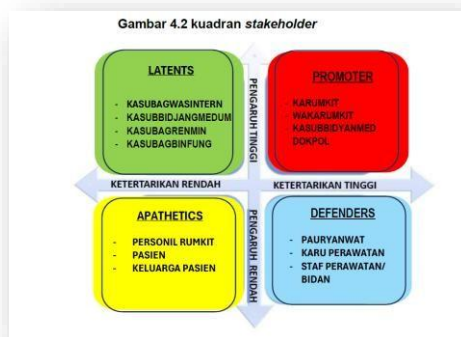 Gambar 4.2 kuadran stakeholder
LATENTS
- KASUBAGWASINTERN
- KASUBBIDJANGMEDUM
- KASUBAGRENMIN
- KASUBAGBINFUNG
PENGARUH TINGGI
PROMOTER
- KARUMKIT
- WAKARUMKIT
- KASUBBIDYANMED
DOKPOL
KETERTARIKAN RENDAH
KETERTARIKAN TINGGI
APATHETICS
- PERSONIL RUMKIT
- PASIEN
- KELUARGA PASIEN
PENGARUH RENDAH
DEFENDERS
- PAURYANWAT
- KARU PERAWATAN
- STAF PERAWATAN/
BIDAN